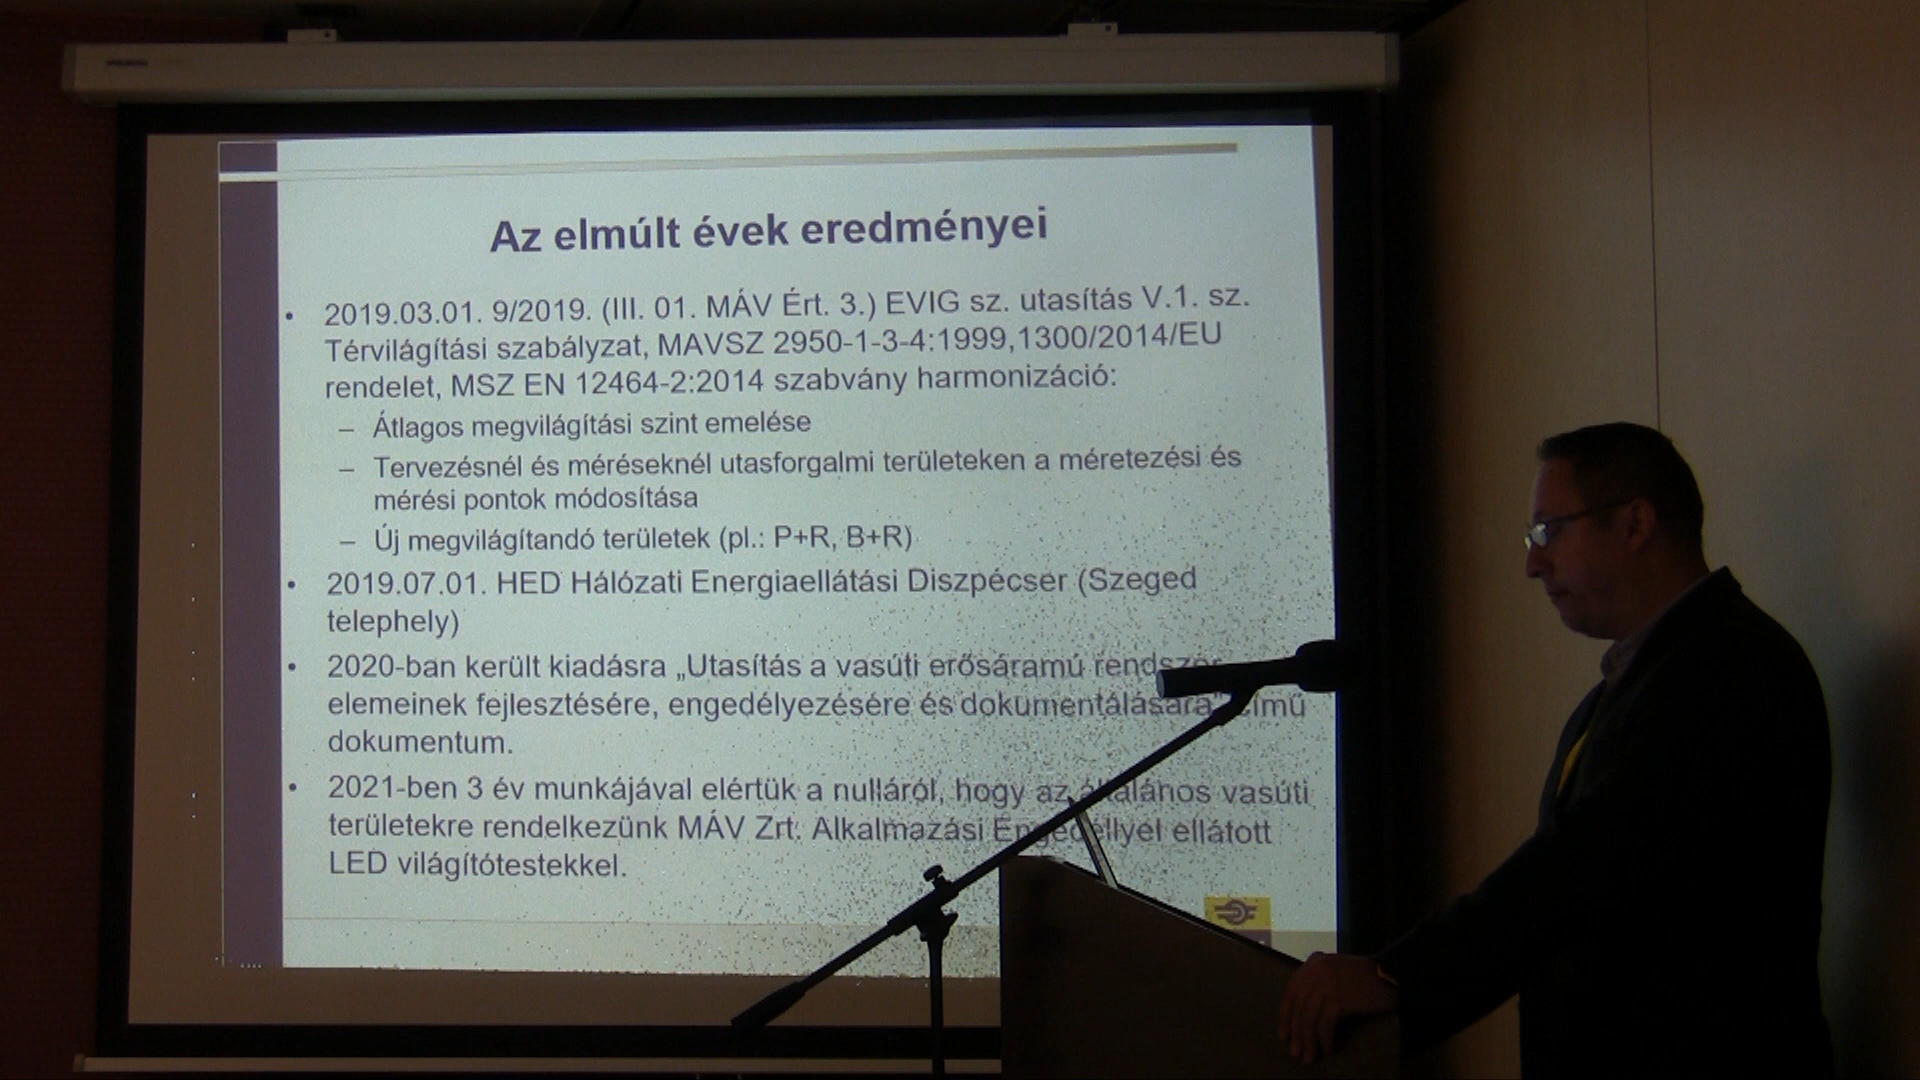 Az elmúlt évek eredményei
• 2019.03.01. 9/2019. (III. 01. MÁV Ért. 3.) EVIG sz. utasítás V.1. sz.
Térvilágítási szabályzat, MAVSZ 2950-1-3-4:1999,1300/2014/EU
rendelet, MSZ EN 12464-2:2014 szabvány harmonizáció:
– Átlagos megvilágítási szint emelése
– Tervezésnél és méréseknél utasforgalmi területeken a méretezési és
mérési pontok módosítása
– Új megvilágítandó területek (pl.: P+R, B+R)
• 2019.07.01. HED Hálózati Energiaellátási Diszpécser (Szeged
telephely)
• 2020-ban került kiadásra „Utasítás a vasúti erősáramú rendszer
elemeinek fejlesztésére, engedélyezésére és dokumentálására” című
dokumentum.
• 2021-ben 3 év munkájával elértük a nulláról, hogy az általános vasúti
területekre rendelkezünk MÁV Zrt. Alkalmazási Engedéllyel ellátott
LED világítótestekkel.